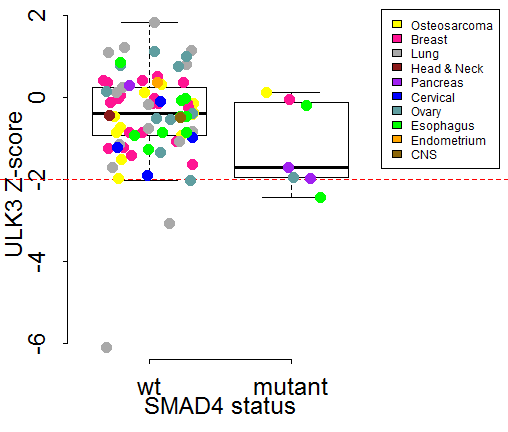 2
0
-2
-4
-6
ULK3 Z-score
wt
mutant
SMAD4 status
Osteosarcoma
Breast
Lung
Head & Neck
Pancreas
Cervical
Ovary
Esophagus
Endometrium
CNS